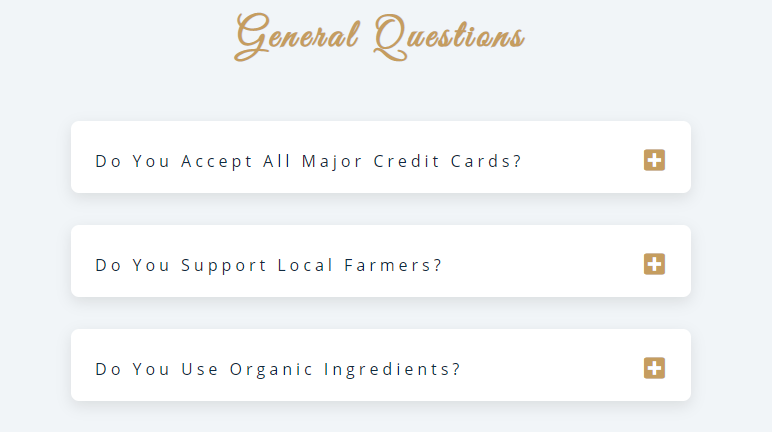 General Questions
Do You Accept All Major Credit Cards?
Do You Support Local Farmers?
Do You Use Organic Ingredients?